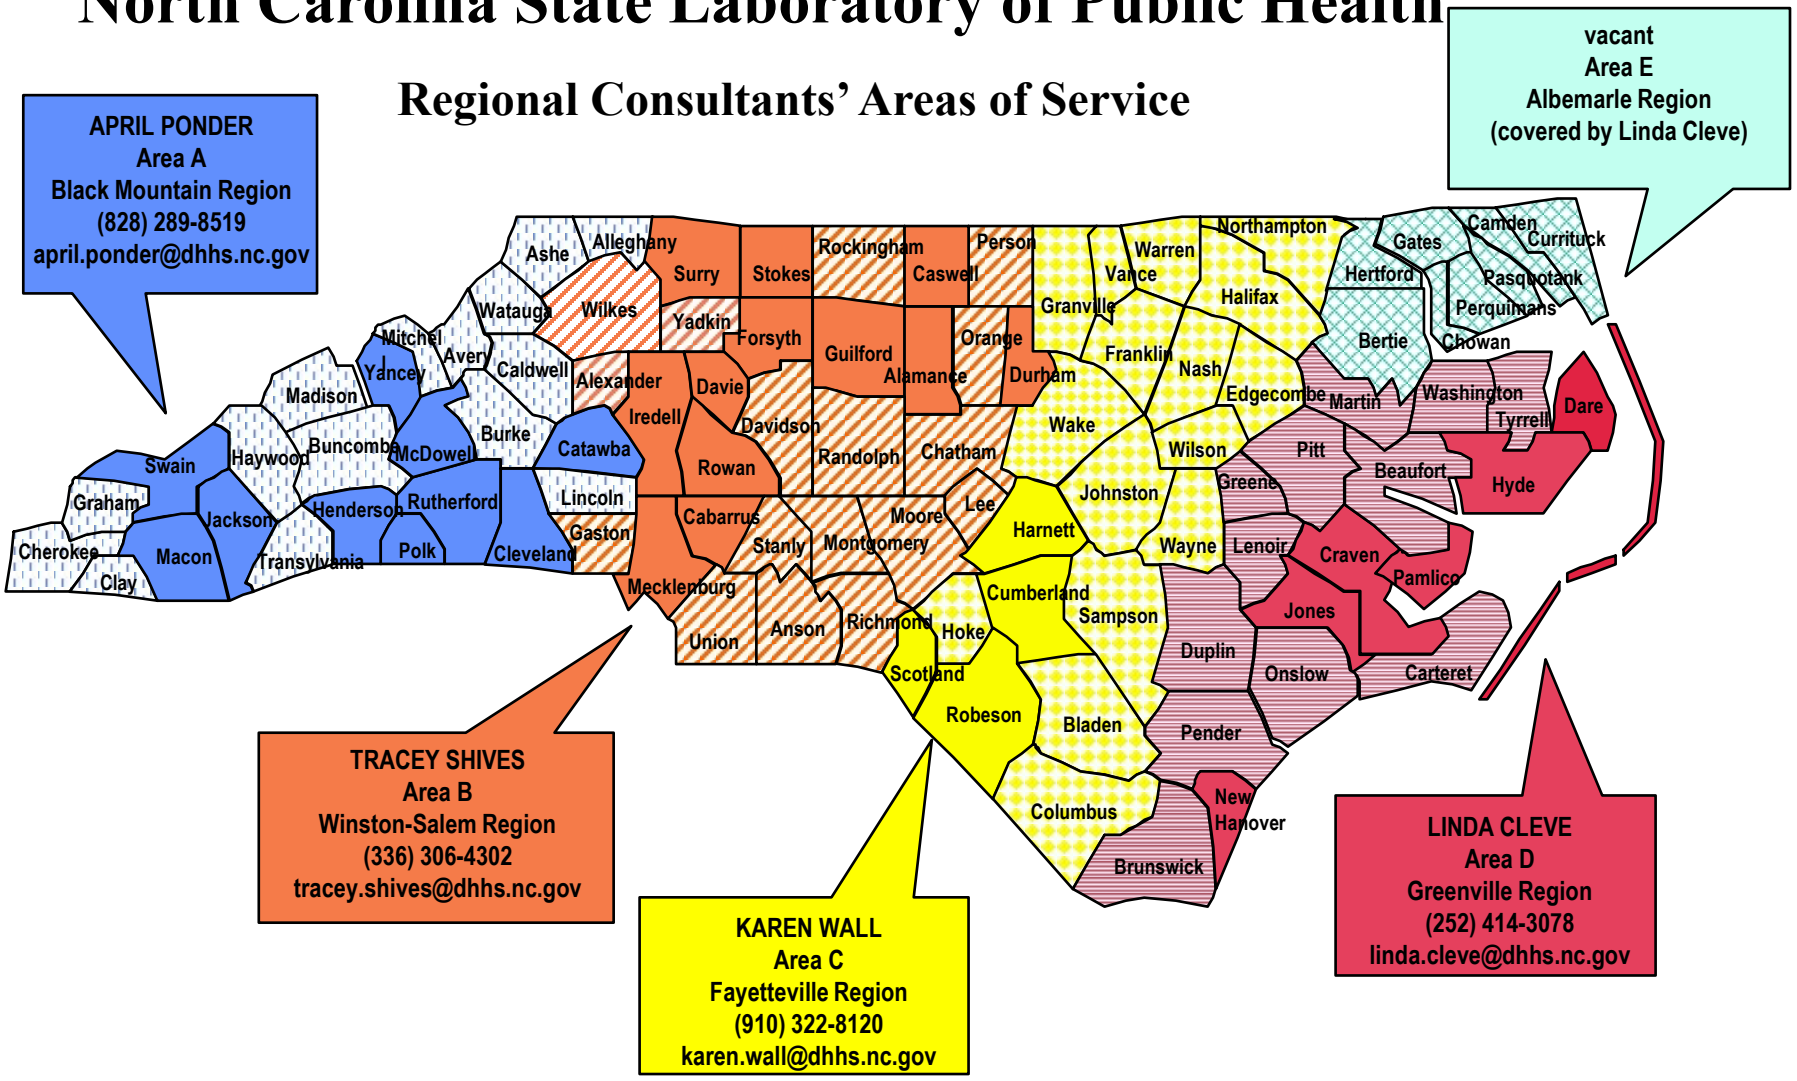 North Carolina State Laboratory of Public Health
Regional Consultants’ Areas of Service
vacant
Area E
Albemarle Region
(covered by Linda Cleve)
APRIL PONDER
Area A
Black Mountain Region
(828) 289-8519
april.ponder@dhhs.nc.gov
Ashe
Alleghany
Surry
Stokes
Rockingham
Caswell
Person
Granville
Vance
Warren
Northampton
Halifax
Hertford
Gates
Camden
Currituck
Pasquotank
Perquimans
Chowan
Bertie
Watauga
Wilkes
Yadkin
Forsyth
Guilford
Alamance
Orange
Durham
Franklin
Nash
Edgecombe
Martin
Washington
Tyrrell
Dare
Mitchel
Avery
Yancey
Caldwell
Alexander
Iredell
Davie
Davidson
Randolph
Chatham
Wake
Wilson
Pitt
Beaufort
Hyde
Madison
Buncombe
McDowell
Burke
Catawba
Rowan
Haywood
Swain
Graham
Jackson
Henderson
Rutherford
Lincoln
Gaston
Cabarrus
Stanly
Montgomery
Moore
Lee
Harnett
Johnston
Greene
Wayne
Lenoir
Craven
Pamlico
Jones
Cherokee
Clay
Macon
Transylvania
Polk
Cleveland
Mecklenburg
Union
Anson
Richmond
Hoke
Cumberland
Sampson
Duplin
Onslow
Carteret
Scotland
Robeson
Bladen
Pender
Columbus
New
Hanover
Brunswick
TRACEY SHIVES
Area B
Winston-Salem Region
(336) 306-4302
tracey.shives@dhhs.nc.gov
KAREN WALL
Area C
Fayetteville Region
(910) 322-8120
karen.wall@dhhs.nc.gov
LINDA CLEVE
Area D
Greenville Region
(252) 414-3078
linda.cleve@dhhs.nc.gov